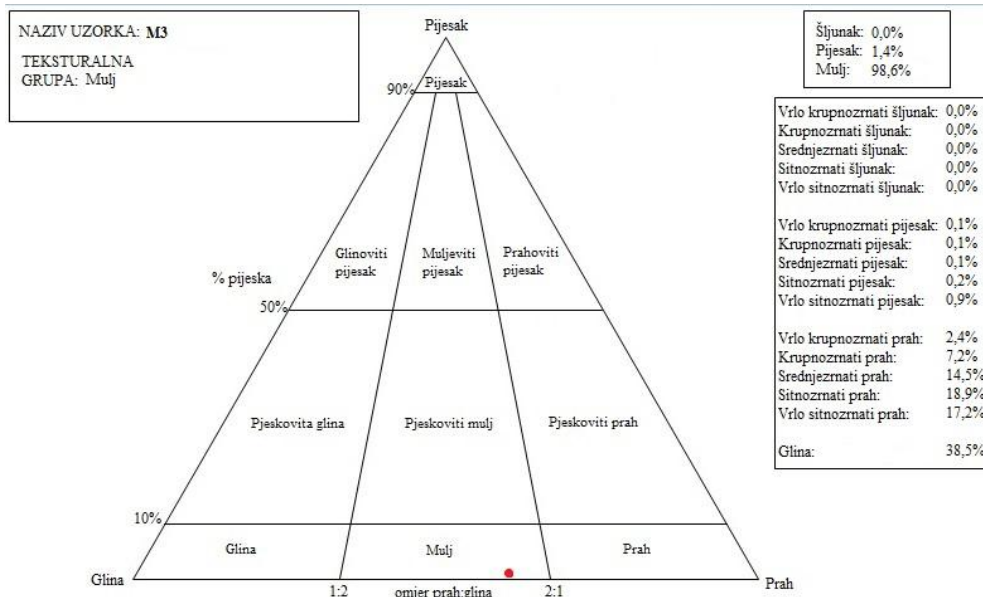 NAZIV UZORKA: M3
TEKSTURALNA
GRUPA: Mulj
Pijesak
90%
Pijesak
Glinoviti
pijesak
Muljeviti
pijesak
Prahoviti
pijesak
% pijeska
50%
Pjeskovita glina
Pjeskoviti mulj
Pjeskoviti prah
10%
Glina
Mulj
Prah
Glina
1:2
omjer prah:glina
2:1
Prah
Šljunak: 0,0%
Pijesak: 1,4%
Mulj: 98,6%
Vrlo krupnozrnati šljunak: 0,0%
Krupnozrnati šljunak: 0,0%
Srednjezrnati šljunak: 0,0%
Sitnozrnati šljunak: 0,0%
Vrlo sitnozrnati šljunak: 0,0%
Vrlo krupnozrnati pijesak: 0,1%
Krupnozrnati pijesak: 0,1%
Srednjezrnati pijesak: 0,1%
Sitnozrnati pijesak: 0,2%
Vrlo sitnozrnati pijesak: 0,9%
Vrlo krupnozrnati prah: 2,4%
Krupnozrnati prah: 7,2%
Srednjezrnati prah: 14,5%
Sitnozrnati prah: 18,9%
Vrlo sitnozrnati prah: 17,2%
Glina: 38,5%